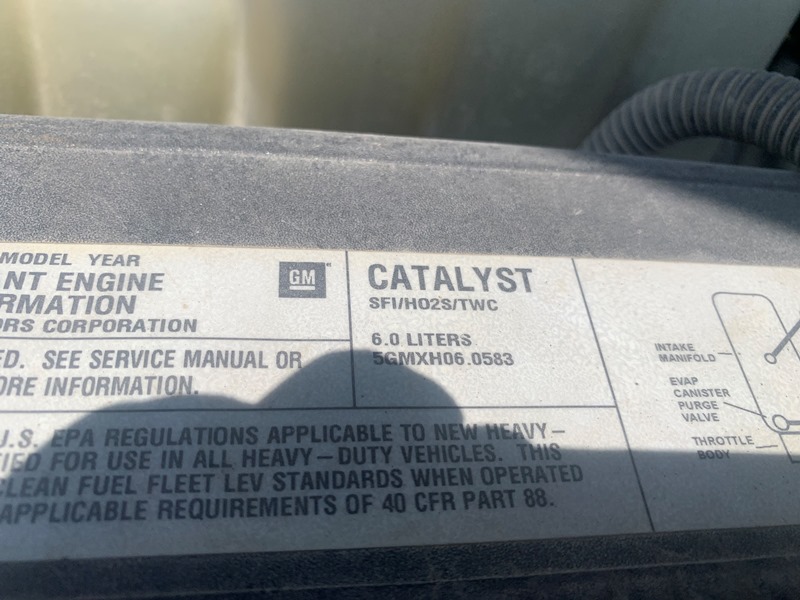 MODEL YEAR
ANT ENGINE
RMATION
ORS CORPORATION
GM
CATALYST
SFI/HO2S/TWC
6.0 LITERS
5GMXH06.0583
ED. SEE SERVICE MANUAL OR
ORE INFORMATION.
U.S. EPA REGULATIONS APPLICABLE TO NEW HEAVY–
FIED FOR USE IN ALL HEAVY–DUTY VEHICLES. THIS
CLEAN FUEL FLEET LEV STANDARDS WHEN OPERATED
APPLICABLE REQUIREMENTS OF 40 CFR PART 88.
INTAKE
MANIFOLD
EVAP
CANISTER
PURGE
VALVE
THROTTLE
BODY